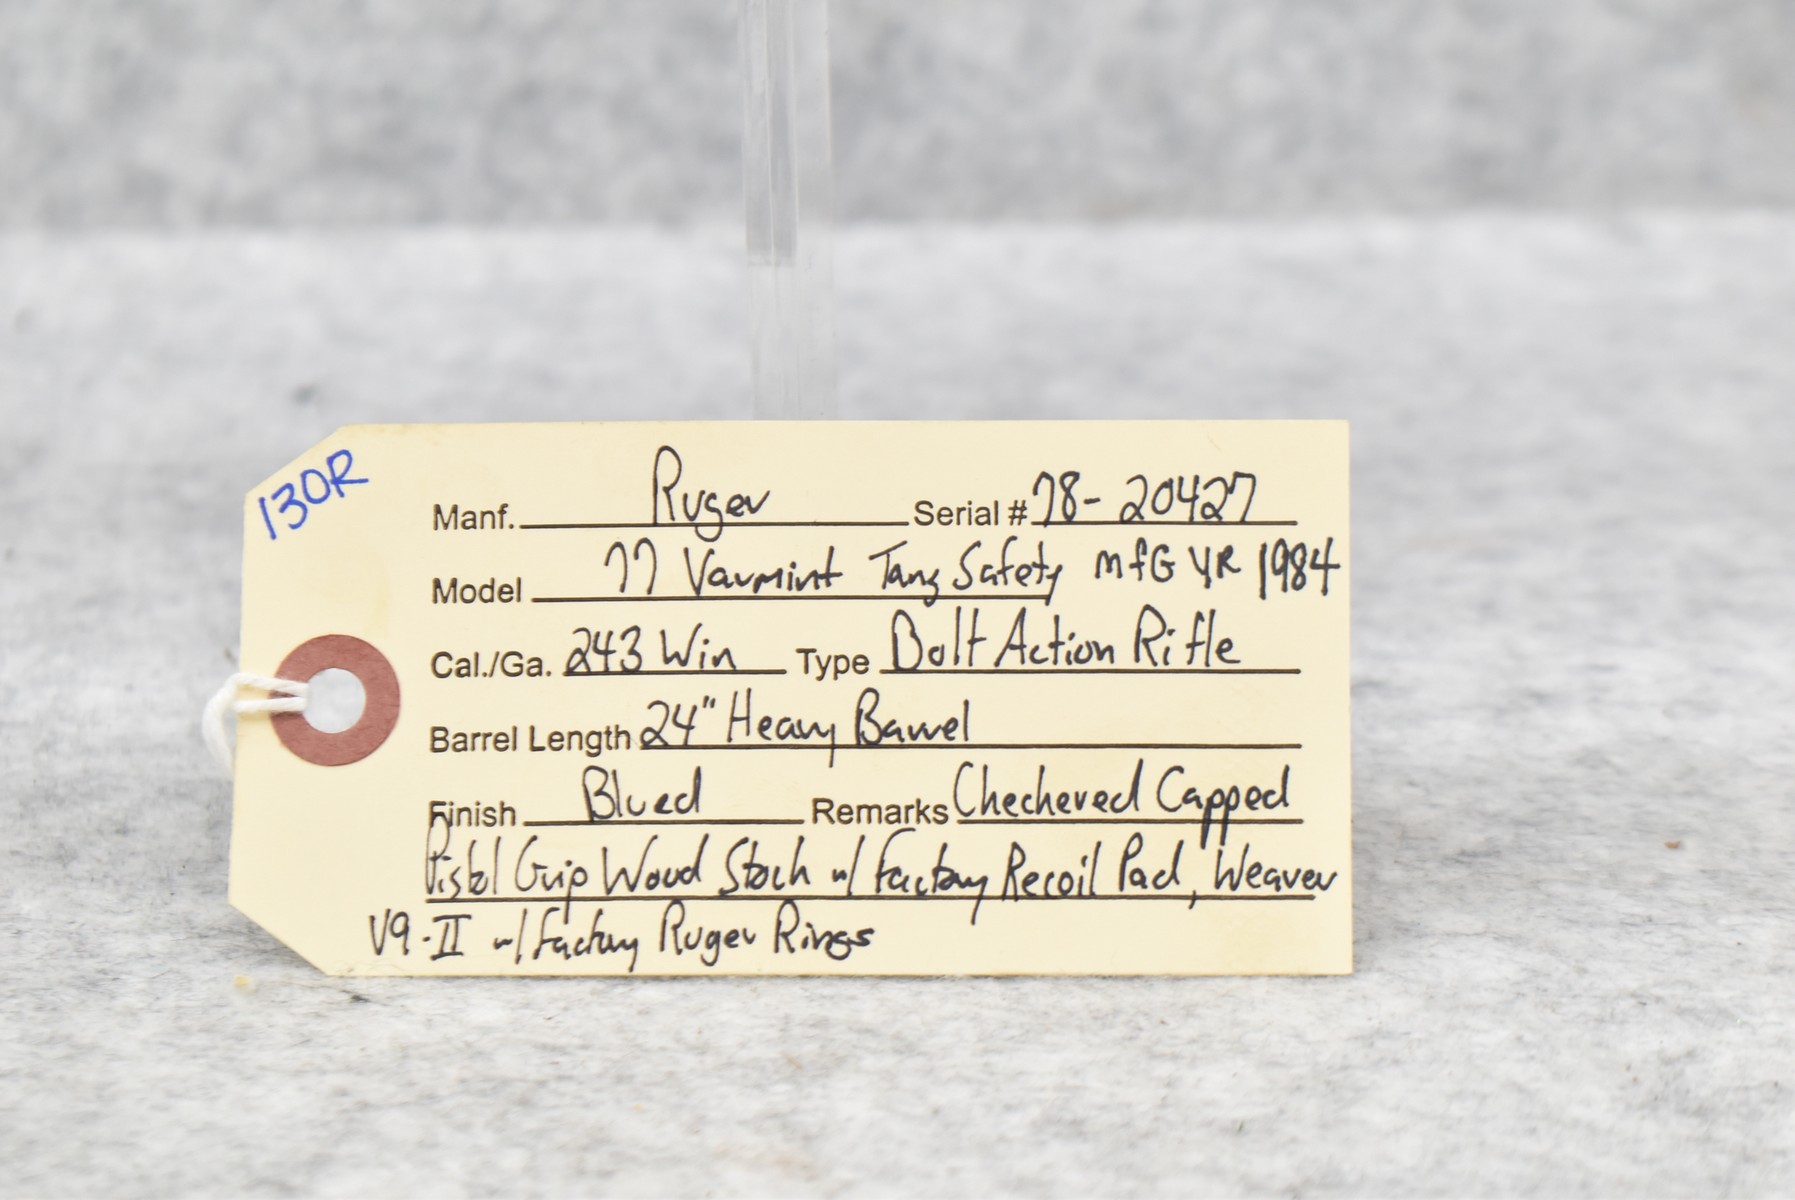 130R
Manf. Ruger Serial # 78-20427
Model 77 Varmint Tang Safety MFG YR 1984
Cal./Ga. 243 Win Type Bolt Action Rifle
Barrel Length 24" Heavy Barrel
Finish Blued Remarks Checkered Capped
Pistol Grip Wood Stock w/ Factory Recoil Pad, Weaver
V9-II w/ Factory Ruger Rings